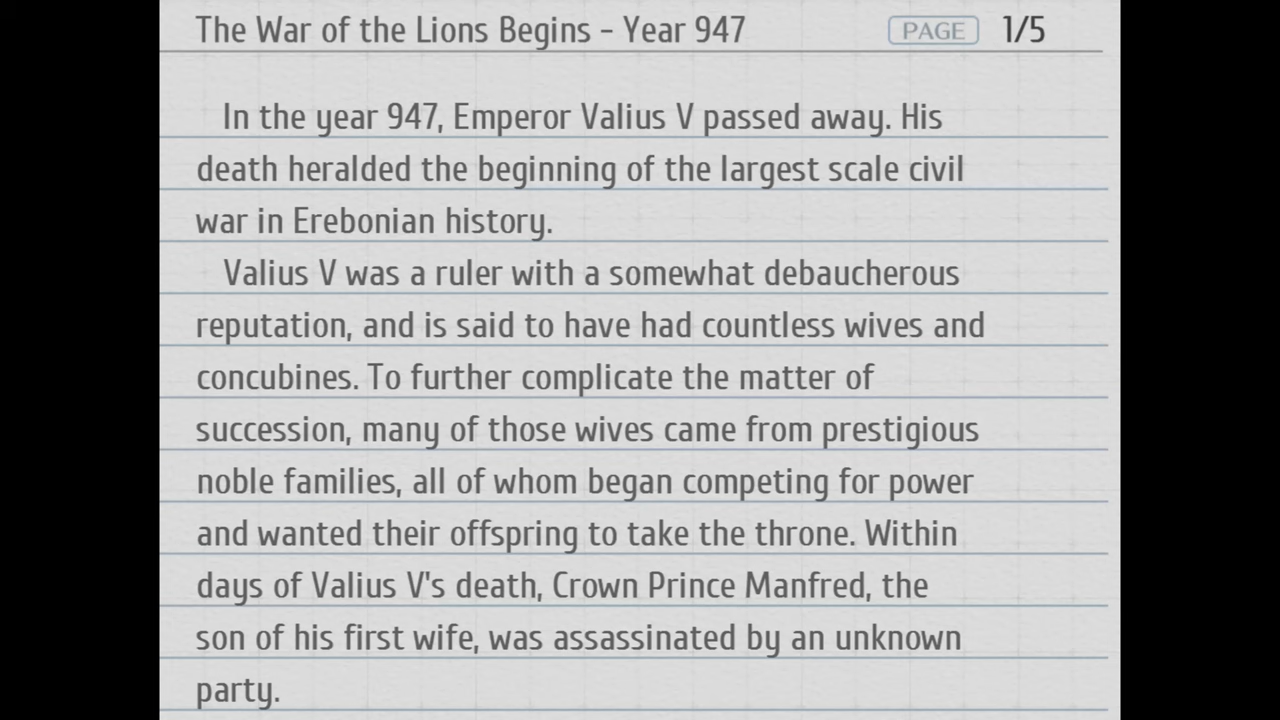 The War of the Lions Begins - Year 947
PAGE 1/5
In the year 947, Emperor Valius V passed away. His
death heralded the beginning of the largest scale civil
war in Erebonian history.
Valius V was a ruler with a somewhat debaucherous
reputation, and is said to have had countless wives and
concubines. To further complicate the matter of
succession, many of those wives came from prestigious
noble families, all of whom began competing for power
and wanted their offspring to take the throne. Within
days of Valius V's death, Crown Prince Manfred, the
son of his first wife, was assassinated by an unknown
party.